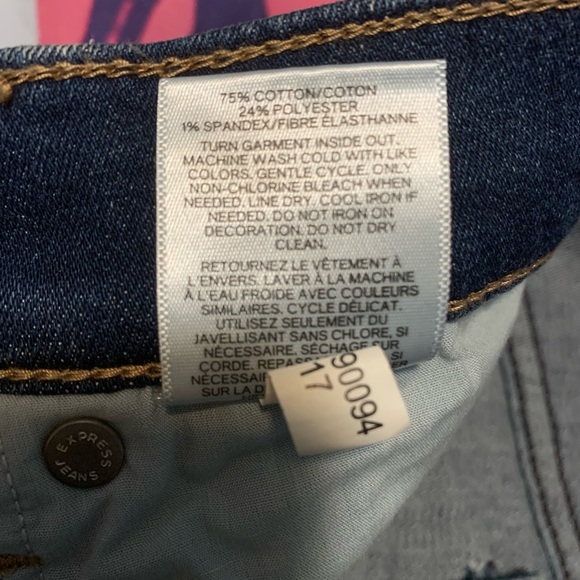 75% COTTON/COTON
24% POLYESTER
1% SPANDEX/FIBRE ÉLASTHANNE
TURN GARMENT INSIDE OUT.
MACHINE WASH COLD WITH LIKE
COLORS. GENTLE CYCLE. ONLY
NON-CHLORINE BLEACH WHEN
NEEDED. LINE DRY. COOL IRON IF
NEEDED. DO NOT IRON ON
DECORATION. DO NOT DRY
CLEAN.
RETOURNEZ LE VÊTEMENT À
L'ENVERS. LAVER À LA MACHINE
À L'EAU FROIDE AVEC COULEURS
SIMILAIRES. CYCLE DÉLICAT.
UTILISEZ SEULEMENT DU
JAVELLISANT SANS CHLORE, SI
NÉCESSAIRE. SÉCHAGE SUR
CORDE.
NÉCESSAIRE
SUR LA
90094
17
EXPRESS
JEANS